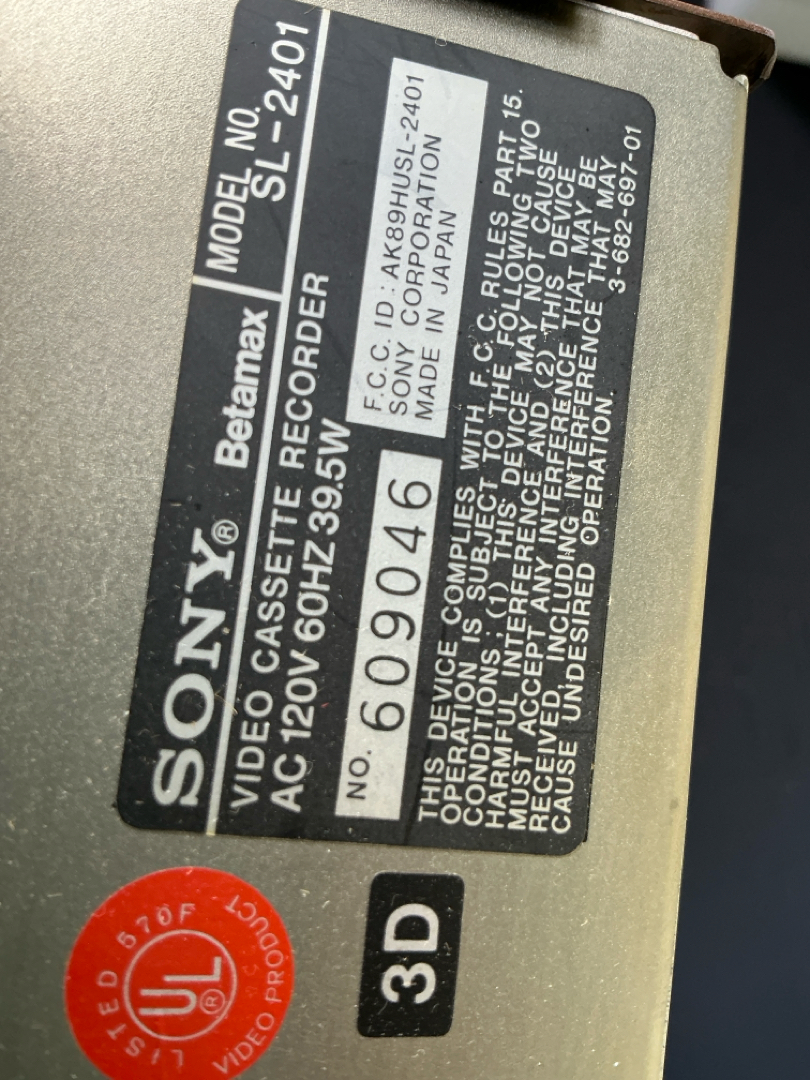 SONY® Betamax MODEL NO. SL-2401
VIDEO CASSETTE RECORDER
AC 120V 60HZ 39.5W
NO. 609046
F.C.C. ID: AK89HUSL-2401
SONY CORPORATION
MADE IN JAPAN
THIS DEVICE COMPLIES WITH F.C.C. RULES PART 15.
OPERATION IS SUBJECT TO THE FOLLOWING TWO
CONDITIONS; (1) THIS DEVICE MAY NOT CAUSE
HARMFUL INTERFERENCE AND (2) THIS DEVICE
MUST ACCEPT ANY INTERFERENCE THAT MAY BE
RECEIVED, INCLUDING INTERFERENCE THAT MAY
CAUSE UNDESIRED OPERATION.
3-682-697-01
LISTED 570F
UL®
VIDEO PRODUCT
3D